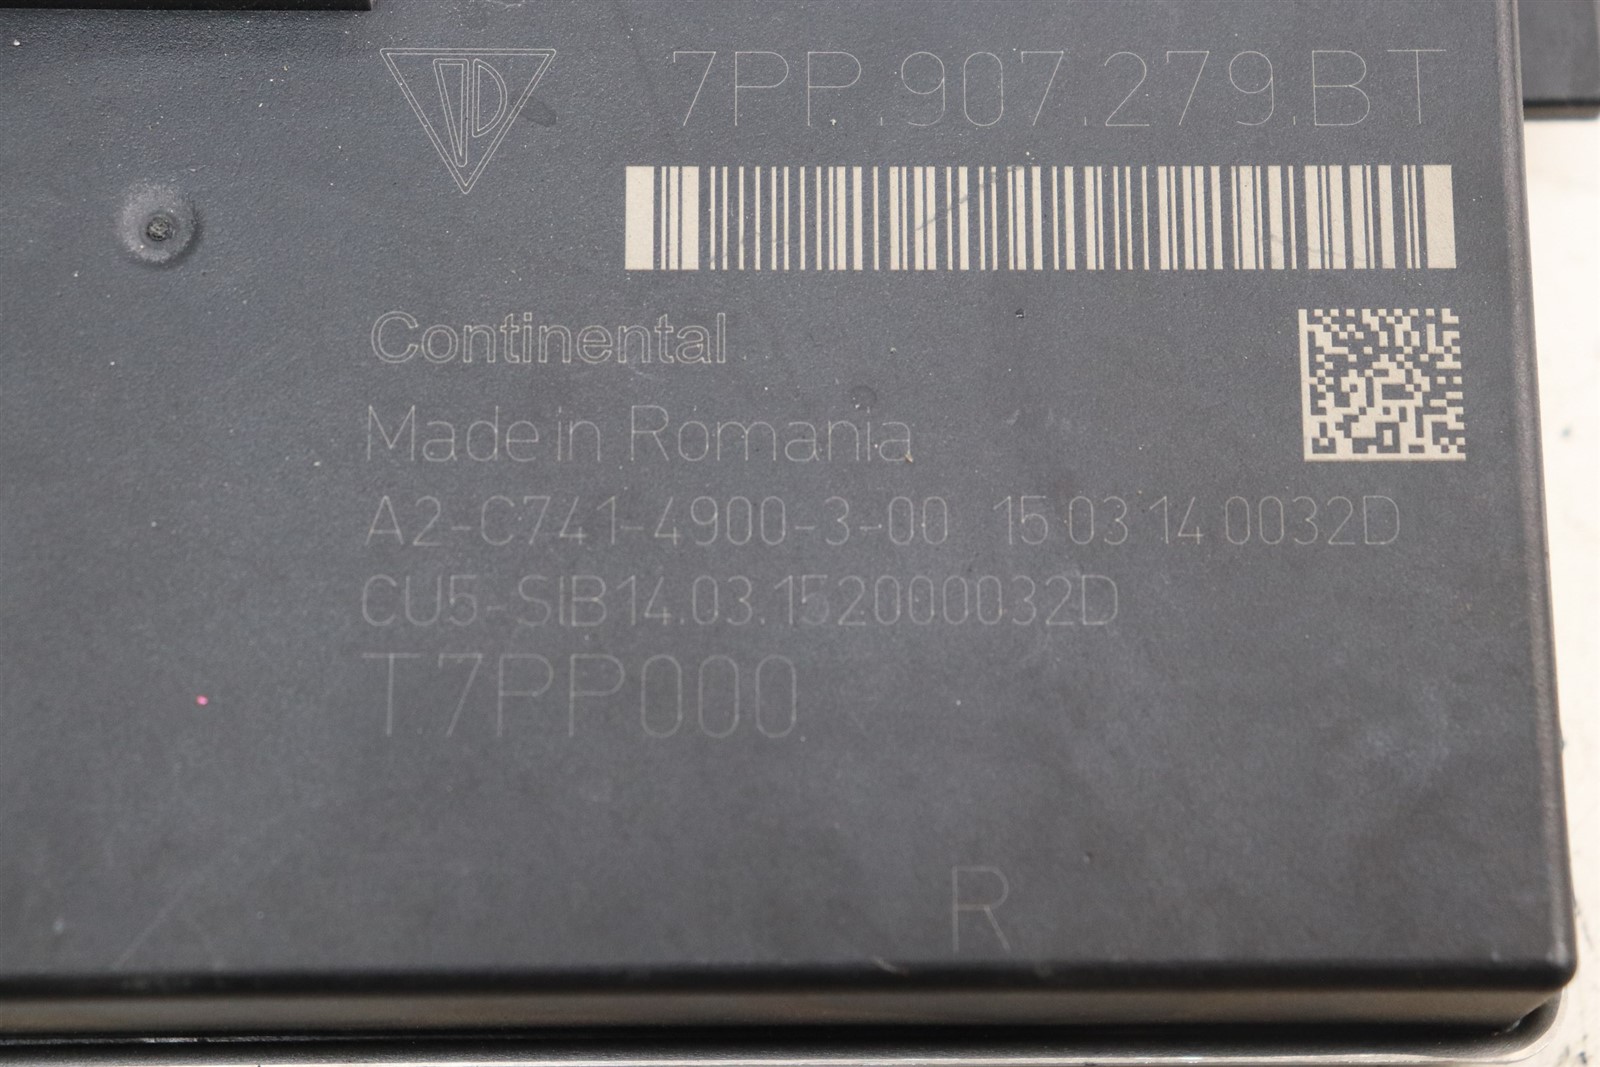 7PP.907.279.BT
Continental
Made in Romania
A2-C741-4900-3-00 15 03 14 0032D
CU5-SIB14.03.152000032D
T7PP000
R